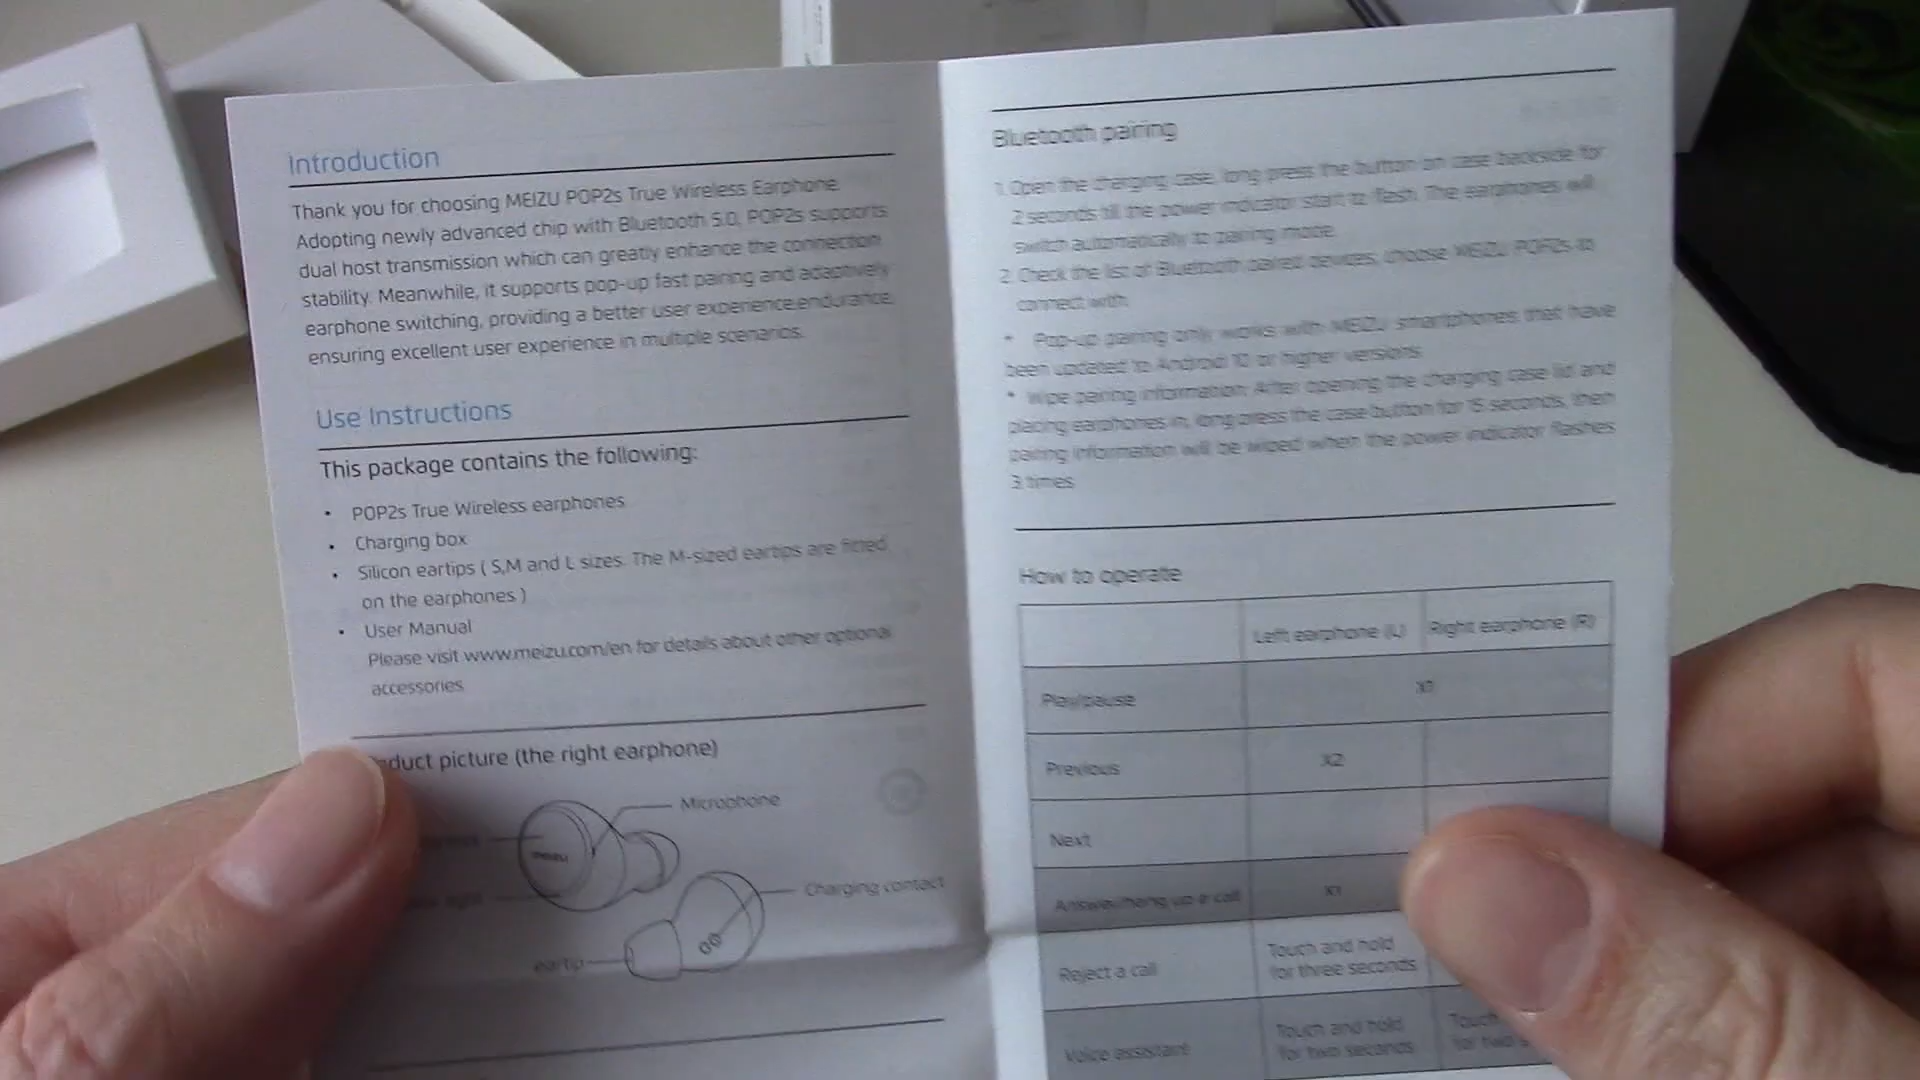 Introduction
Thank you for choosing MEIZU POP2s True Wireless Earphone.
Adopting newly advanced chip with Bluetooth 5.0, POP2s supports
dual host transmission which can greatly enhance the connection
stability. Meanwhile, it supports pop-up fast pairing and adaptively
earphone switching, providing a better user experience,endurance,
ensuring excellent user experience in multiple scenarios.
Use Instructions
This package contains the following:
• POP2s True Wireless earphones
• Charging box
• Silicon eartips ( S,M and L sizes. The M-sized eartips are fitted
on the earphones )
• User Manual
Please visit www.meizu.com/en for details about other optional
accessories.
duct picture (the right earphone)
Microphone
MEIZU
Charging contact
eartip
Bluetooth pairing
1. Open the charging case, long press the button on case backside for
2 seconds till the power indicator start to flash. The earphones will
switch automatically to pairing mode.
2. Check the list of Bluetooth paired devices, choose MEIZU POP2s to
connect with.
* Pop-up pairing only works with MEIZU smartphones that have
been updated to Android 10 or higher versions.
* Wipe pairing information: After opening the charging case lid and
placing earphones in, long press the case button for 15 seconds, then
pairing information will be wiped when the power indicator flashes
3 times.
How to operate
Left earphone (L) Right earphone (R)
Play/pause X1
Previous X2
Next
Answer/hang up a call X1
Reject a call Touch and hold
for three seconds
Voice assistant Touch and hold Touch
for two seconds for two